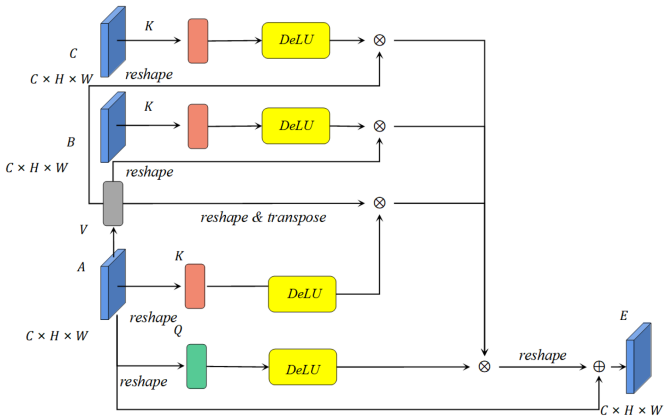 C
K
DeLU
⊗
C × H × W
reshape
K
B
DeLU
⊗
C × H × W
reshape
V
reshape & transpose
⊗
A
K
DeLU
C × H × W
reshape
Q
E
reshape
DeLU
⊗
reshape
⊕
C × H × W